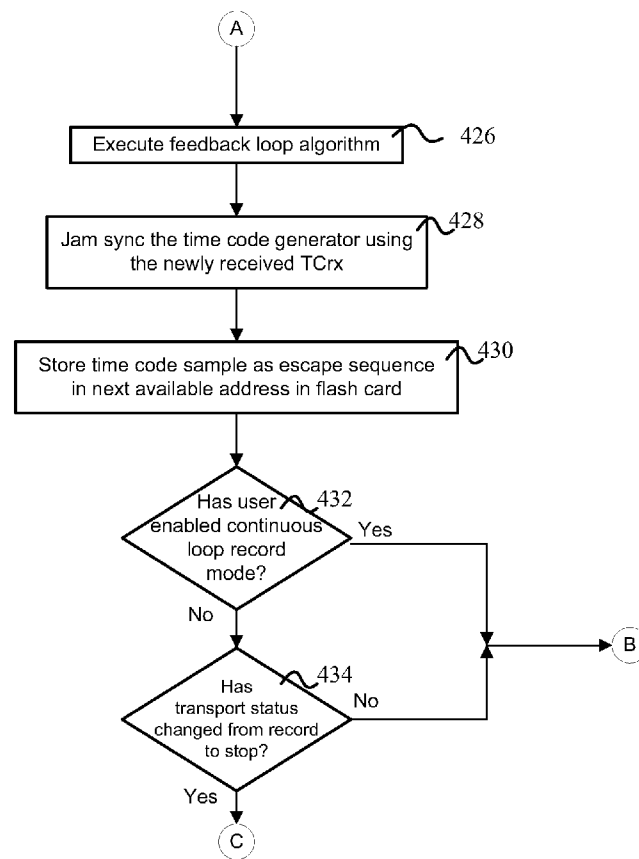 A
Execute feedback loop algorithm
426
Jam sync the time code generator using
the newly received TCrx
428
Store time code sample as escape sequence
in next available address in flash card
430
Has user
enabled continuous
loop record
mode?
432
Yes
No
B
Has
transport status
changed from record
to stop?
434
No
Yes
C